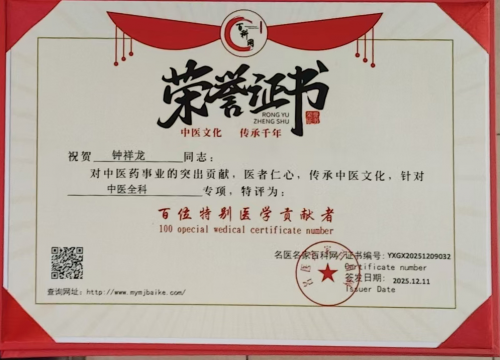 百科网
荣誉证书
RONG YU
ZHENG SHU
中医文化 传承千年
祝贺 钟祥龙 同志：
对中医药事业的突出贡献，医者仁心，传承中医文化，针对
中医全科 专项，特评为：
百位特别医学贡献者
100 opecial wedical certificate number
名医名家百科网 证书编号: YXGX20251209032
Certificate number
签发日期: 2025.12.11
Issuer Date
查询网址: http://www.mymjbaike.com/